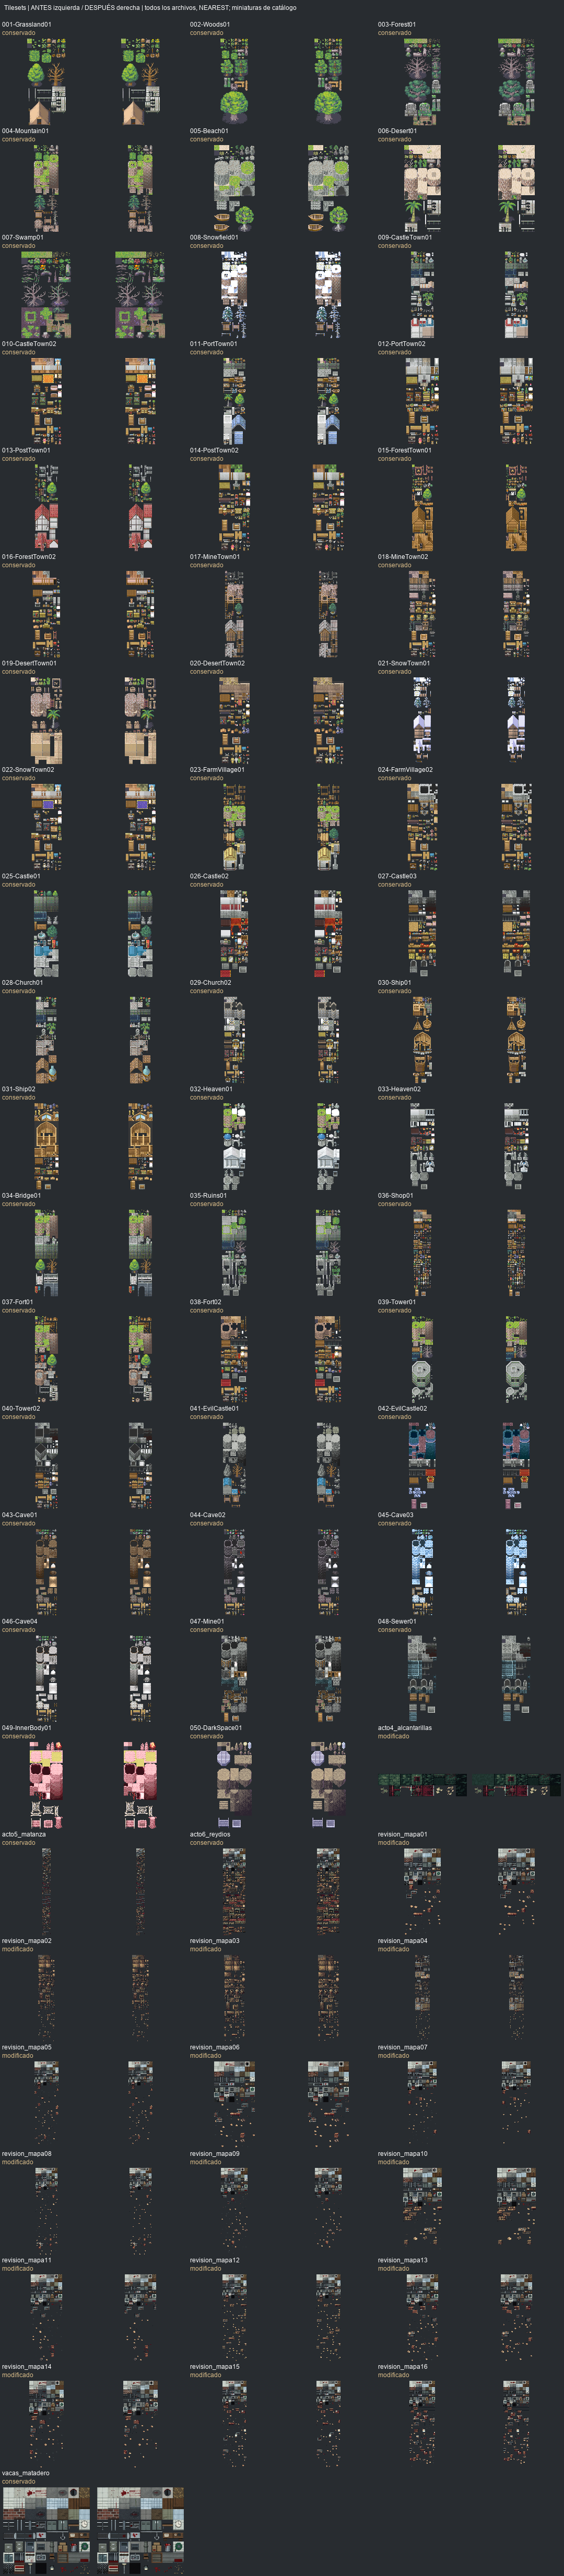 Tilesets | ANTES izquierda / DESPUÉS derecha | todos los archivos, NEAREST; miniaturas de catálogo
001-Grassland01
conservado
002-Woods01
conservado
003-Forest01
conservado
004-Mountain01
conservado
005-Beach01
conservado
006-Desert01
conservado
007-Swamp01
conservado
008-Snowfield01
conservado
009-CastleTown01
conservado
010-CastleTown02
conservado
011-PortTown01
conservado
012-PortTown02
conservado
013-PostTown01
conservado
014-PostTown02
conservado
015-ForestTown01
conservado
016-ForestTown02
conservado
017-MineTown01
conservado
018-MineTown02
conservado
019-DesertTown01
conservado
020-DesertTown02
conservado
021-SnowTown01
conservado
022-SnowTown02
conservado
023-FarmVillage01
conservado
024-FarmVillage02
conservado
025-Castle01
conservado
026-Castle02
conservado
027-Castle03
conservado
028-Church01
conservado
029-Church02
conservado
030-Ship01
conservado
031-Ship02
conservado
032-Heaven01
conservado
033-Heaven02
conservado
034-Bridge01
conservado
035-Ruins01
conservado
036-Shop01
conservado
037-Fort01
conservado
038-Fort02
conservado
039-Tower01
conservado
040-Tower02
conservado
041-EvilCastle01
conservado
042-EvilCastle02
conservado
043-Cave01
conservado
044-Cave02
conservado
045-Cave03
conservado
046-Cave04
conservado
047-Mine01
conservado
048-Sewer01
conservado
049-InnerBody01
conservado
050-DarkSpace01
conservado
acto4_alcantarillas
modificado
acto5_matanza
conservado
acto6_reydios
conservado
revision_mapa01
modificado
revision_mapa02
modificado
revision_mapa03
modificado
revision_mapa04
modificado
revision_mapa05
modificado
revision_mapa06
modificado
revision_mapa07
modificado
revision_mapa08
modificado
revision_mapa09
modificado
revision_mapa10
modificado
revision_mapa11
modificado
revision_mapa12
modificado
revision_mapa13
modificado
revision_mapa14
modificado
revision_mapa15
modificado
revision_mapa16
modificado
vacas_matadero
conservado